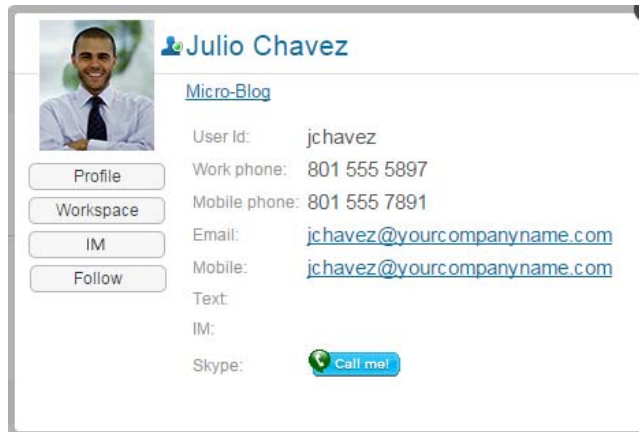 Julio Chavez
Micro-Blog
User Id: jchavez
Work phone: 801 555 5897
Mobile phone: 801 555 7891
Email: jchavez@yourcompanyname.com
Mobile: jchavez@yourcompanyname.com
Text:
IM:
Skype: Call me!
Profile
Workspace
IM
Follow